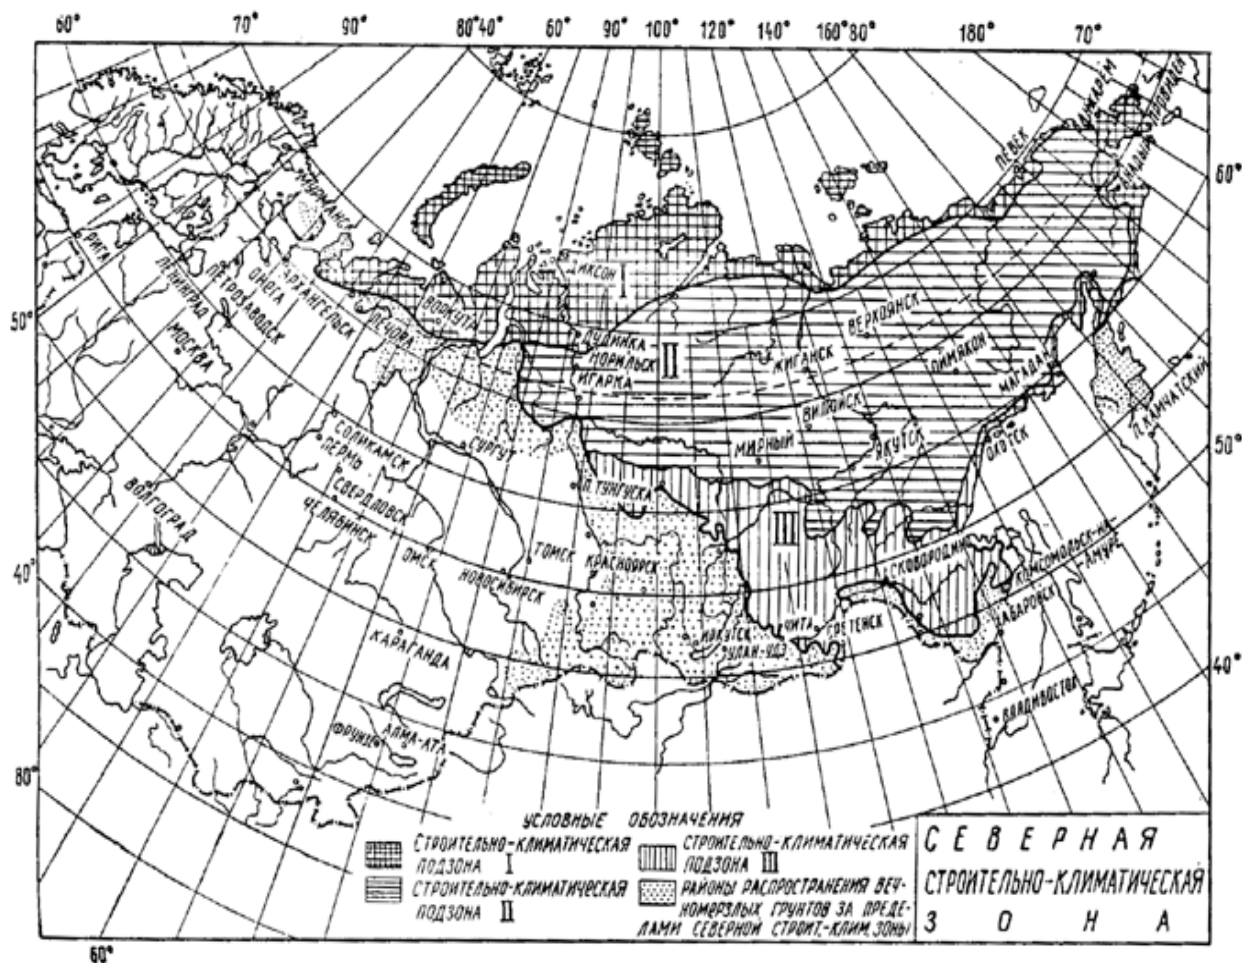 60° 70° 90° 80° 40° 60° 80° 90° 100° 110° 120° 140° 160° 80° 180° 70°
60°
50°
40°
80°
60°
50°
40°
ПЕВЕК
МУРМАНСК
РИГА
ЛЕНИНГРАД
ПЕТРОЗАВОДСК
ОНЕГА
АРХАНГЕЛЬСК
МОСКВА
ПЕЧОРА
ВОРКУТА
ДИКСОН
I
ДУДИНКА
НОРИЛЬСК
ИГАРКА
II
ЖИГАНСК
ВЕРХОЯНСК
ОЙМЯКОН
МАГАДАН
П. КАМЧАТСКИЙ
ВИЛЮЙСК
МИРНЫЙ
ЯКУТСК
ОХОТСК
СУРГУТ
СОЛИКАМСК
ПЕРМЬ
СВЕРДЛОВСК
ЧЕЛЯБИНСК
ВОЛГОГРАД
П. ТУНГУСКА
III
ОМСК
НОВОСИБИРСК
ТОМСК
КРАСНОЯРСК
СКОВОРОДИНО
КОМСОМОЛЬСК-НА-
АМУРЕ
ХАБАРОВСК
ИРКУТСК
УЛАН-УДЭ
ЧИТА
СРЕТЕНСК
КАРАГАНДА
ВЛАДИВОСТОК
ФРУНЗЕ
АЛМА-АТА
УСЛОВНЫЕ ОБОЗНАЧЕНИЯ
СТРОИТЕЛЬНО-КЛИМАТИЧЕСКАЯ
ПОДЗОНА I
СТРОИТЕЛЬНО-КЛИМАТИЧЕСКАЯ
ПОДЗОНА II
СТРОИТЕЛЬНО-КЛИМАТИЧЕСКАЯ
ПОДЗОНА III
РАЙОНЫ РАСПРОСТРАНЕНИЯ ВЕЧ-
НОМЕРЗЛЫХ ГРУНТОВ ЗА ПРЕДЕ-
ЛАМИ СЕВЕРНОЙ СТРОИТ.-КЛИМ. ЗОНЫ
СЕВЕРНАЯ
СТРОИТЕЛЬНО-КЛИМАТИЧЕСКАЯ
ЗОНА